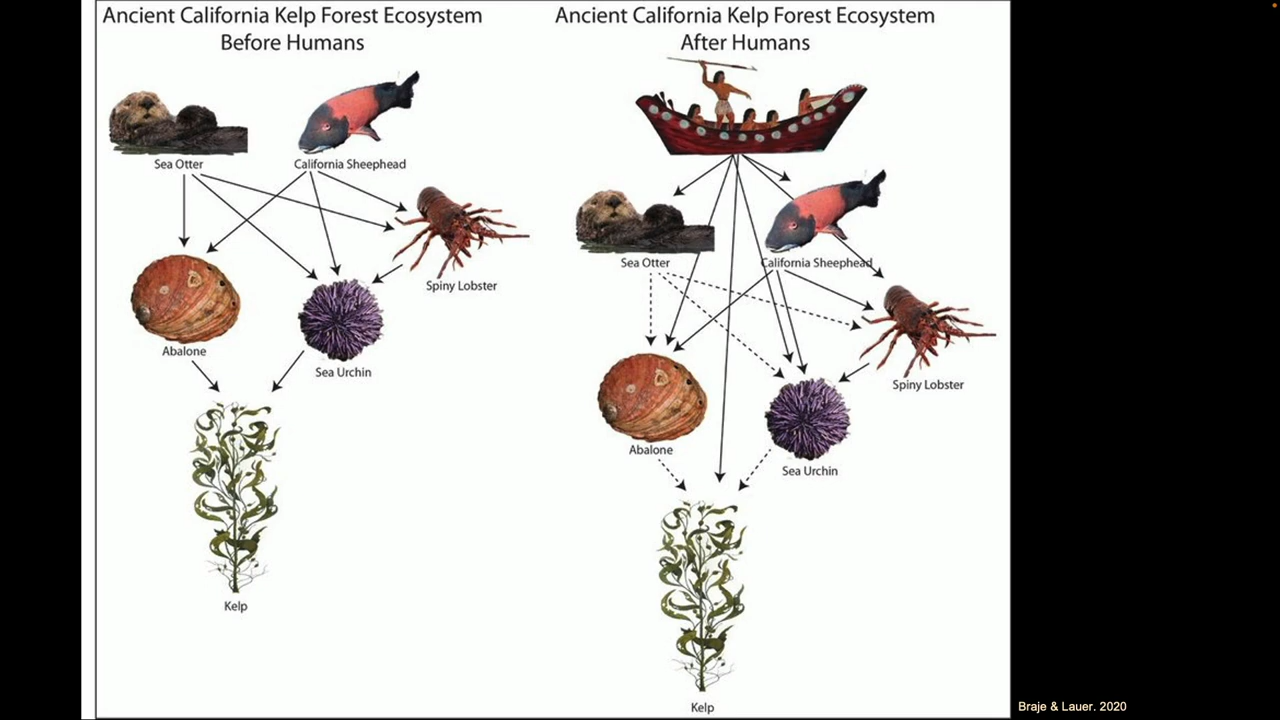 Ancient California Kelp Forest Ecosystem
Before Humans
Sea Otter
California Sheephead
Spiny Lobster
Abalone
Sea Urchin
Kelp
Ancient California Kelp Forest Ecosystem
After Humans
Sea Otter
California Sheephead
Spiny Lobster
Abalone
Sea Urchin
Kelp
Braje & Lauer. 2020